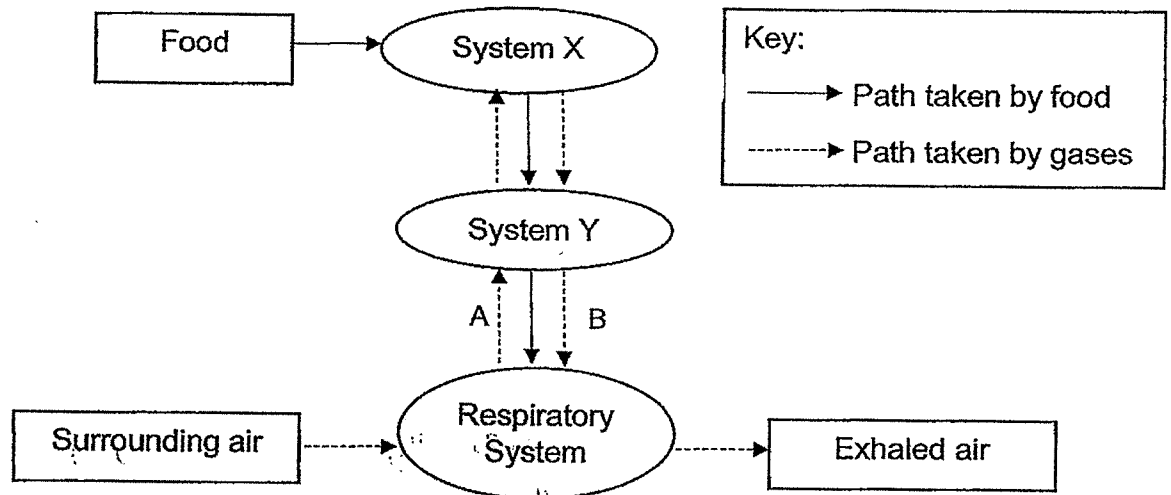 Food
System X
Key:
Path taken by food
Path taken by gases
System Y
A
B
Respiratory
System
Surrounding air
Exhaled air